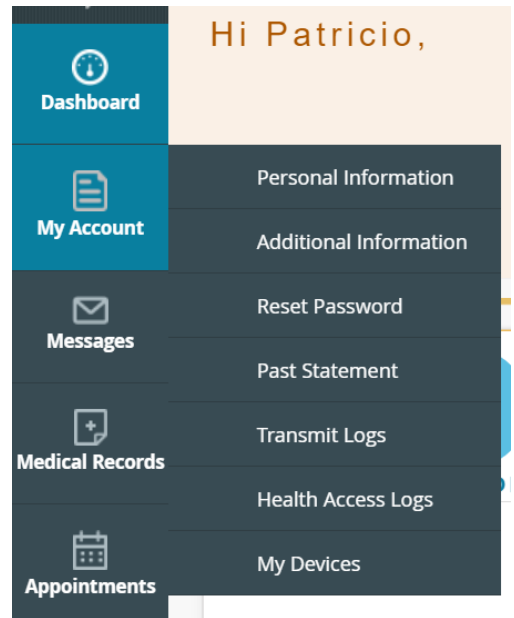 Hi Patricio,
Dashboard
My Account
Personal Information
Additional Information
Reset Password
Past Statement
Transmit Logs
Health Access Logs
My Devices
Messages
Medical Records
Appointments